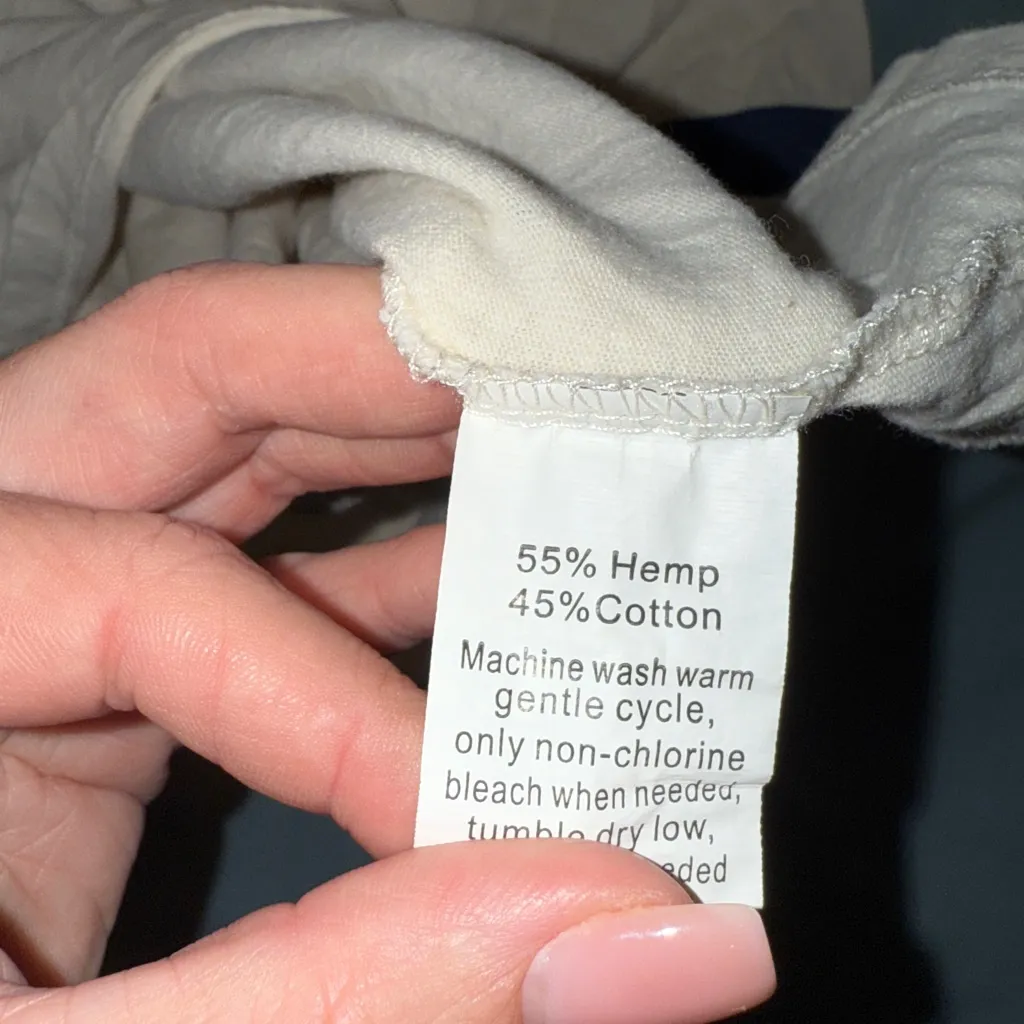 55% Hemp
45%Cotton
Machine wash warm
gentle cycle,
only non-chlorine
bleach when needed,
tumble dry low,